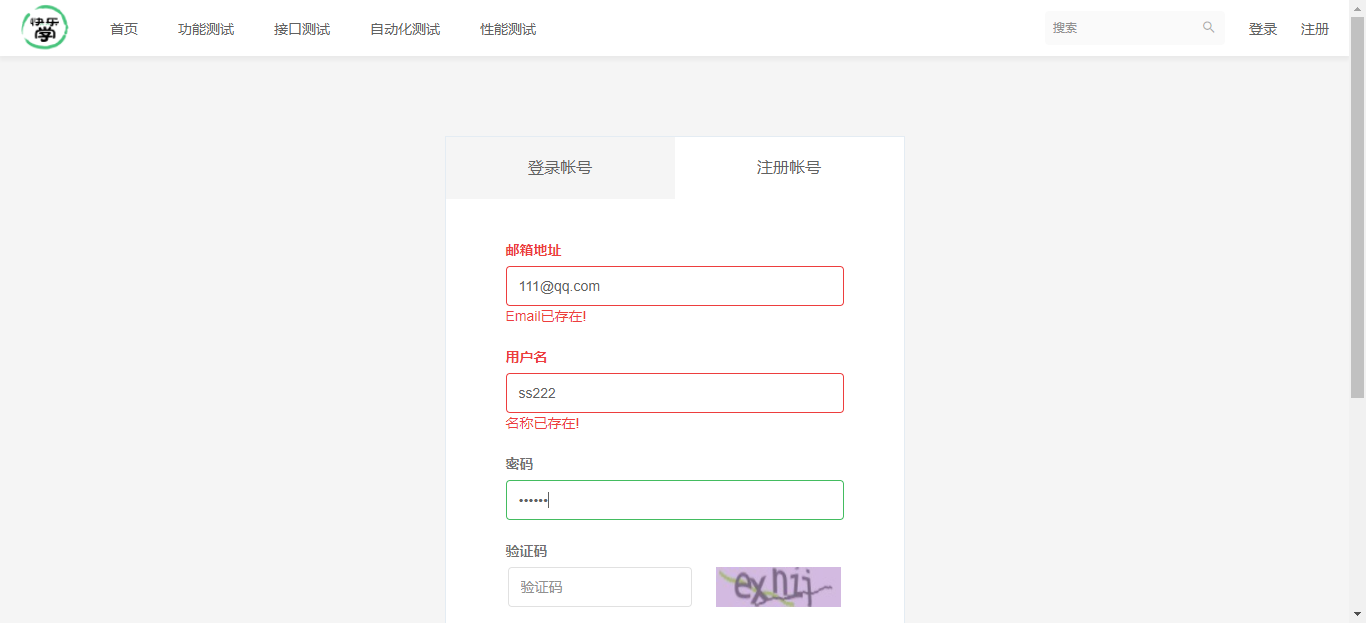 快乐学
首页 功能测试 接口测试 自动化测试 性能测试 搜索 登录 注册
登录帐号 注册帐号
邮箱地址
111@qq.com
Email已存在!
用户名
ss222
名称已存在!
密码
••••••
验证码
验证码 exhij